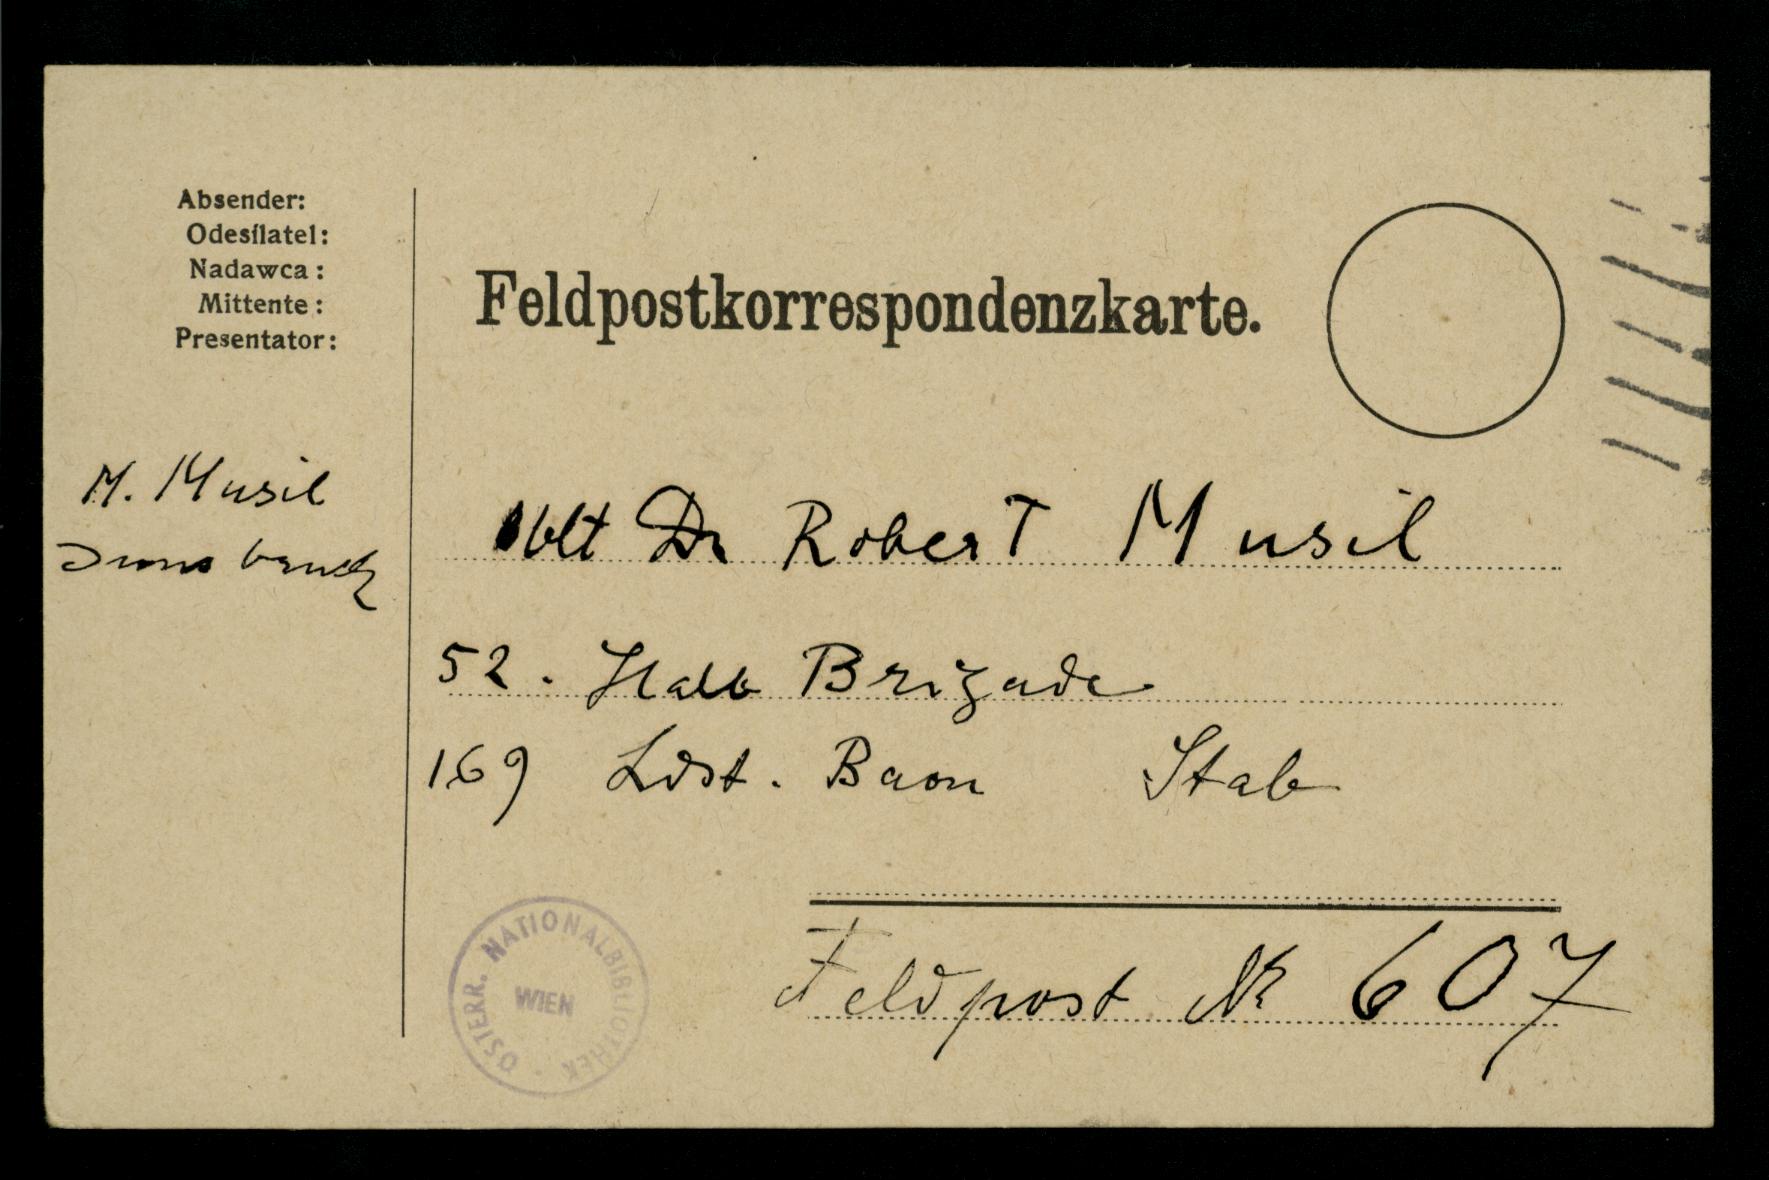 Absender:
Odesílatel:
Nadawca:
Mittente:
Presentator:
M. Musil
Innsbruck
Feldpostkorrespondenzkarte.
Oblt Dr Robert Musil
52. Halb Brigade
169 Ldst. Baon Stab
Feldpost Nr 607
ÖSTERR. NATIONALBIBLIOTHEK
WIEN